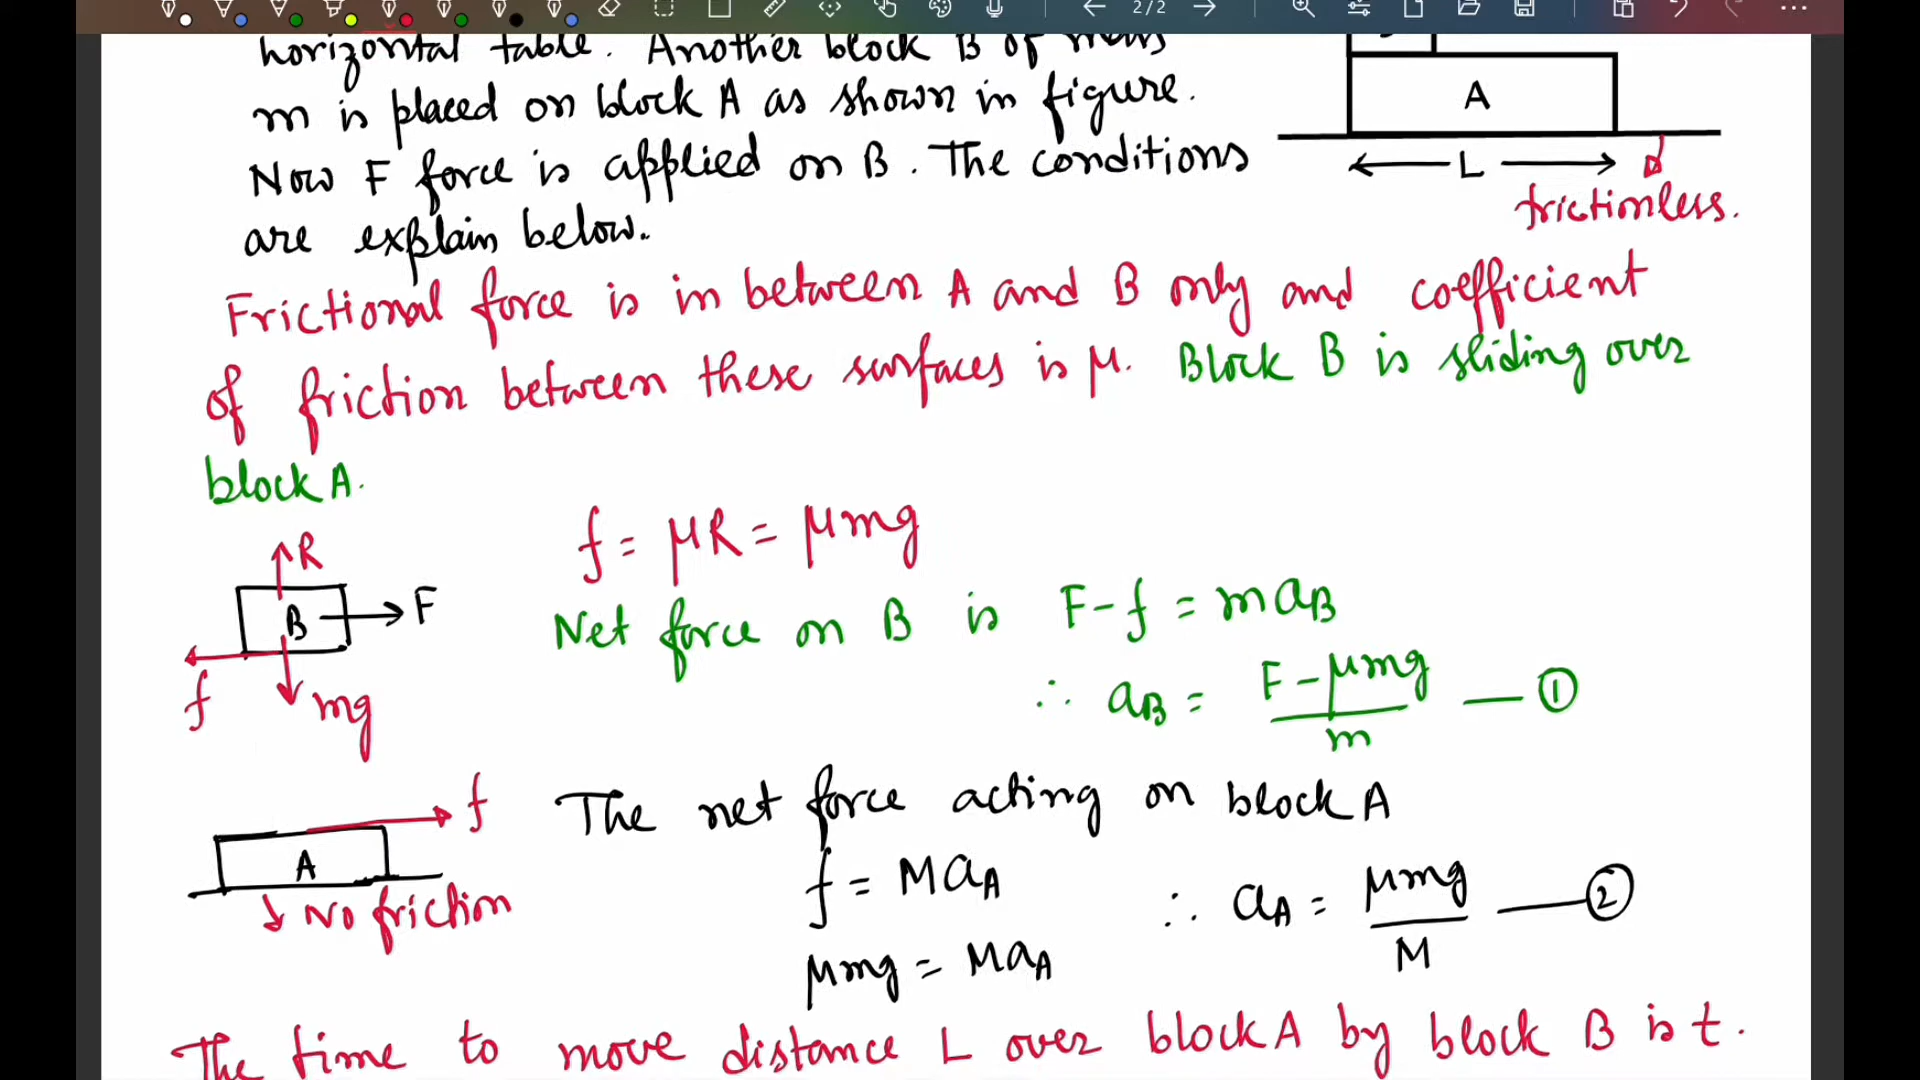 2/2
horizontal table. Another block B of mass
m is placed on block A as shown in figure.
Now F force is applied on B. The conditions
are explain below.
A
L
frictionless.
Frictional force is in between A and B only and coefficient
of friction between these surfaces is μ. Block B is sliding over
block A.
R
B
F
f
mg
f = μR = μmg
Net force on B is F-f = maB
∴ aB = F-μmg/m — ①
f
A
No friction
The net force acting on block A
f = MaA
∴ aA = μmg/M — ②
μmg = MaA
The time to move distance L over block A by block B is t.